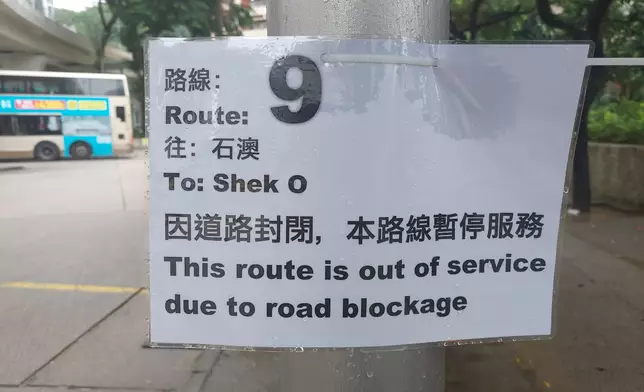 路線:
Route: 9
往: 石澳
To: Shek O
因道路封閉, 本路線暫停服務
This route is out of service
due to road blockage